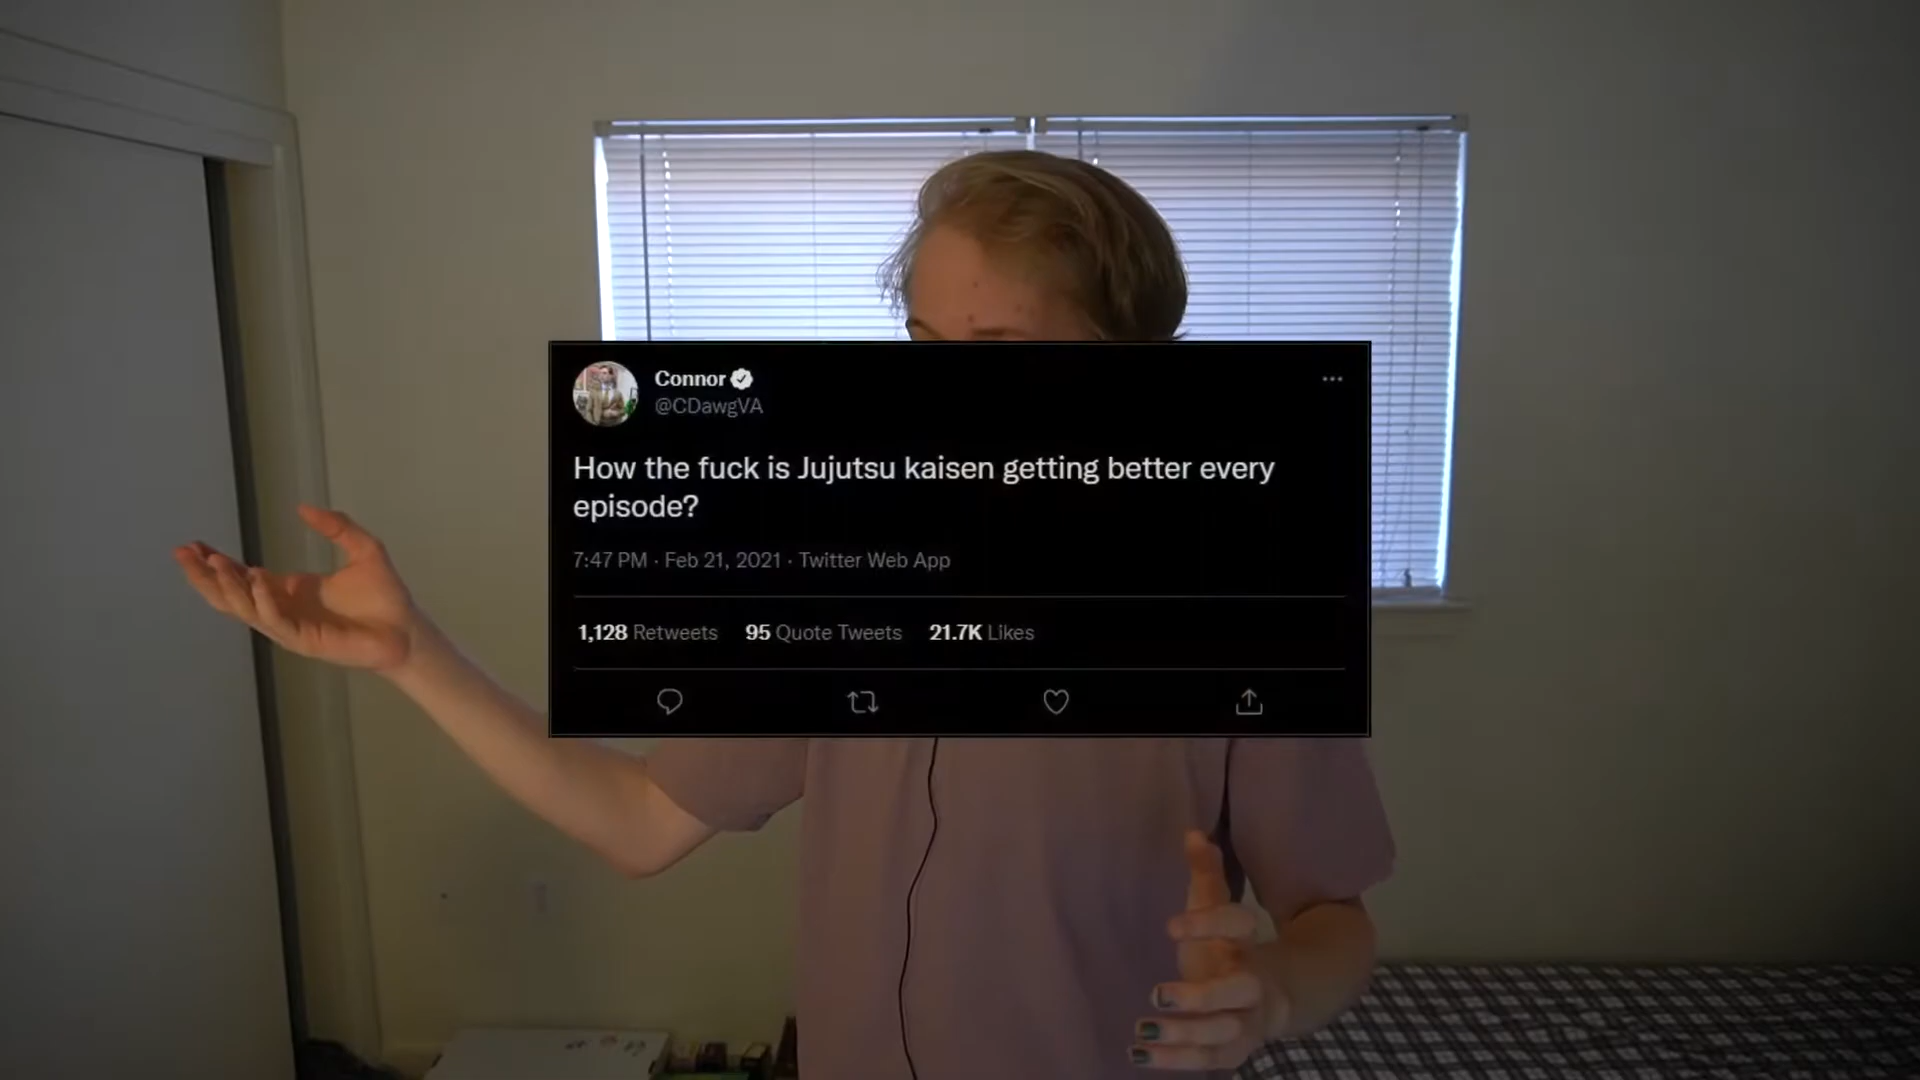 Connor
@CDawgVA
How the fuck is Jujutsu kaisen getting better every
episode?
7:47 PM · Feb 21, 2021 · Twitter Web App
1,128 Retweets 95 Quote Tweets 21.7K Likes